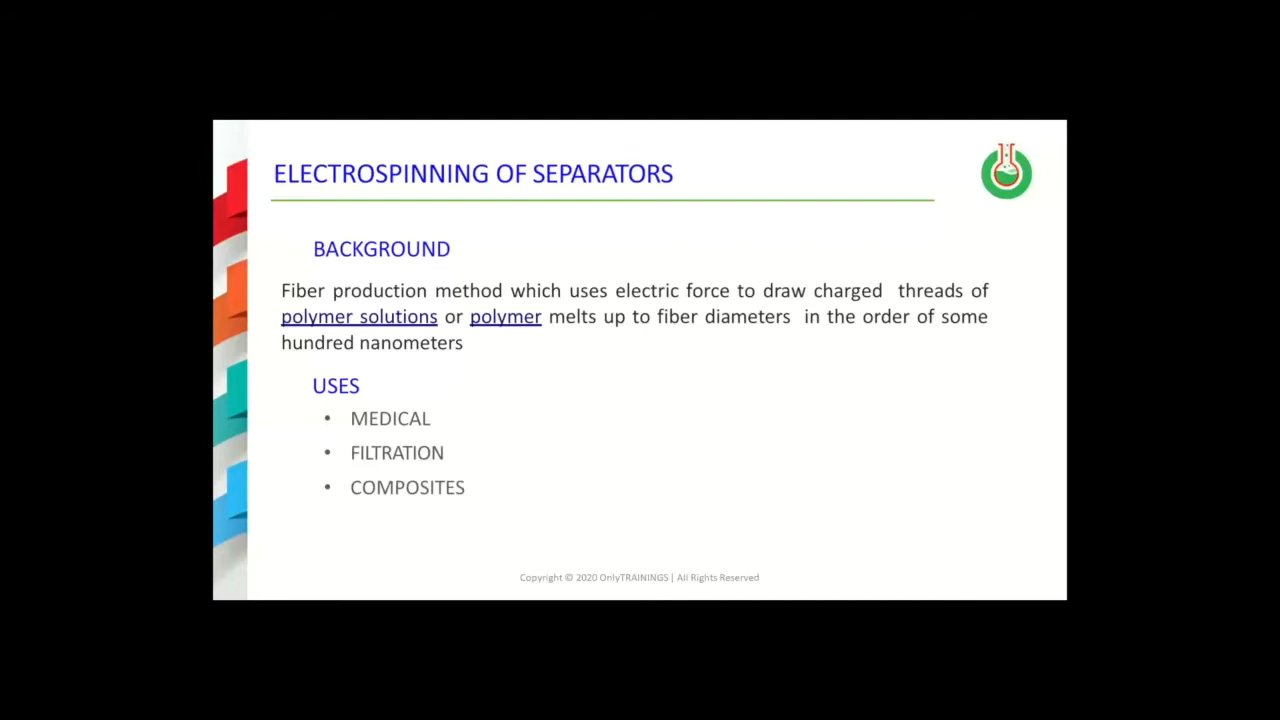 ELECTROSPINNING OF SEPARATORS
BACKGROUND
Fiber production method which uses electric force to draw charged threads of
polymer solutions or polymer melts up to fiber diameters in the order of some
hundred nanometers
USES
• MEDICAL
• FILTRATION
• COMPOSITES
Copyright © 2020 OnlyTRAININGS | All Rights Reserved